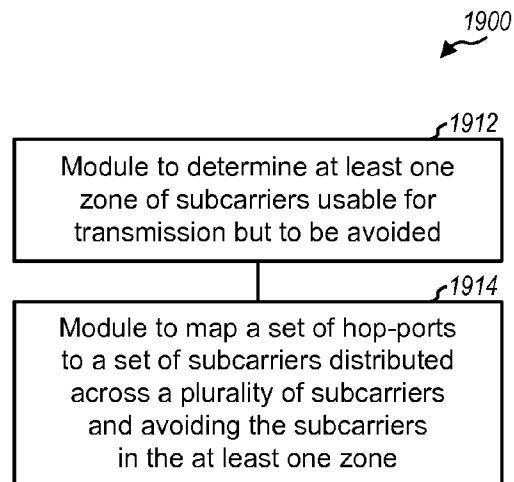 1900
1912
Module to determine at least one
zone of subcarriers usable for
transmission but to be avoided
1914
Module to map a set of hop-ports
to a set of subcarriers distributed
across a plurality of subcarriers
and avoiding the subcarriers
in the at least one zone